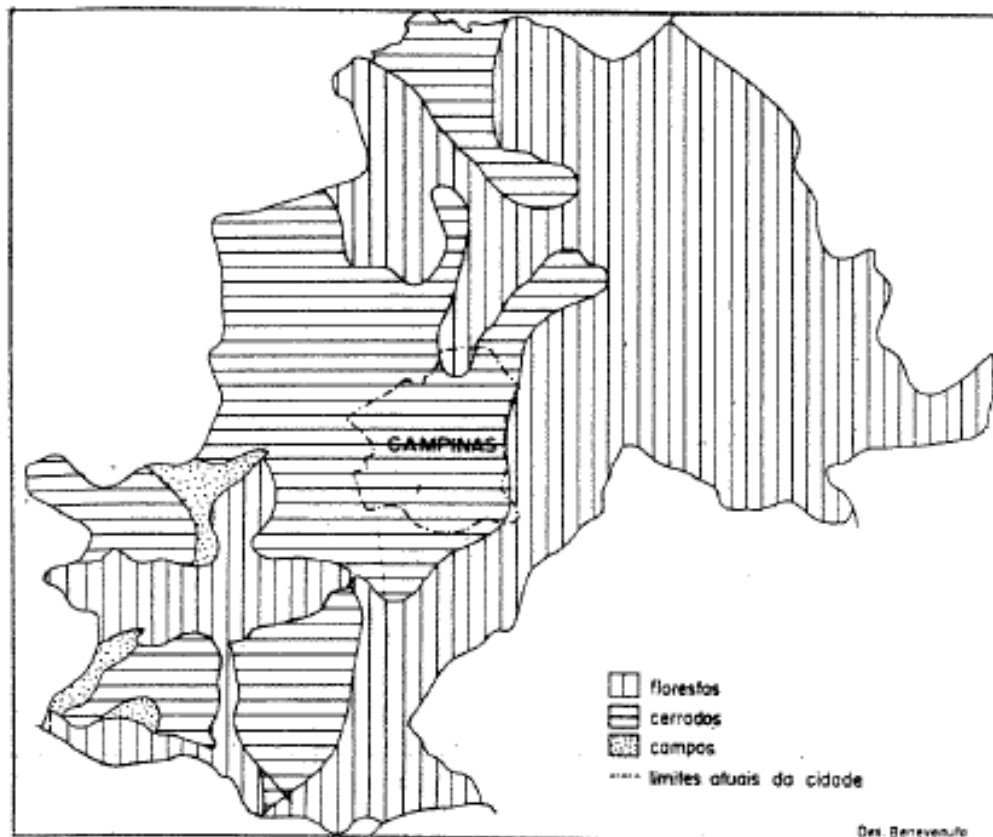 CAMPINAS
florestas
cerrados
campos
limites atuais da cidade
Des. Benevenuto